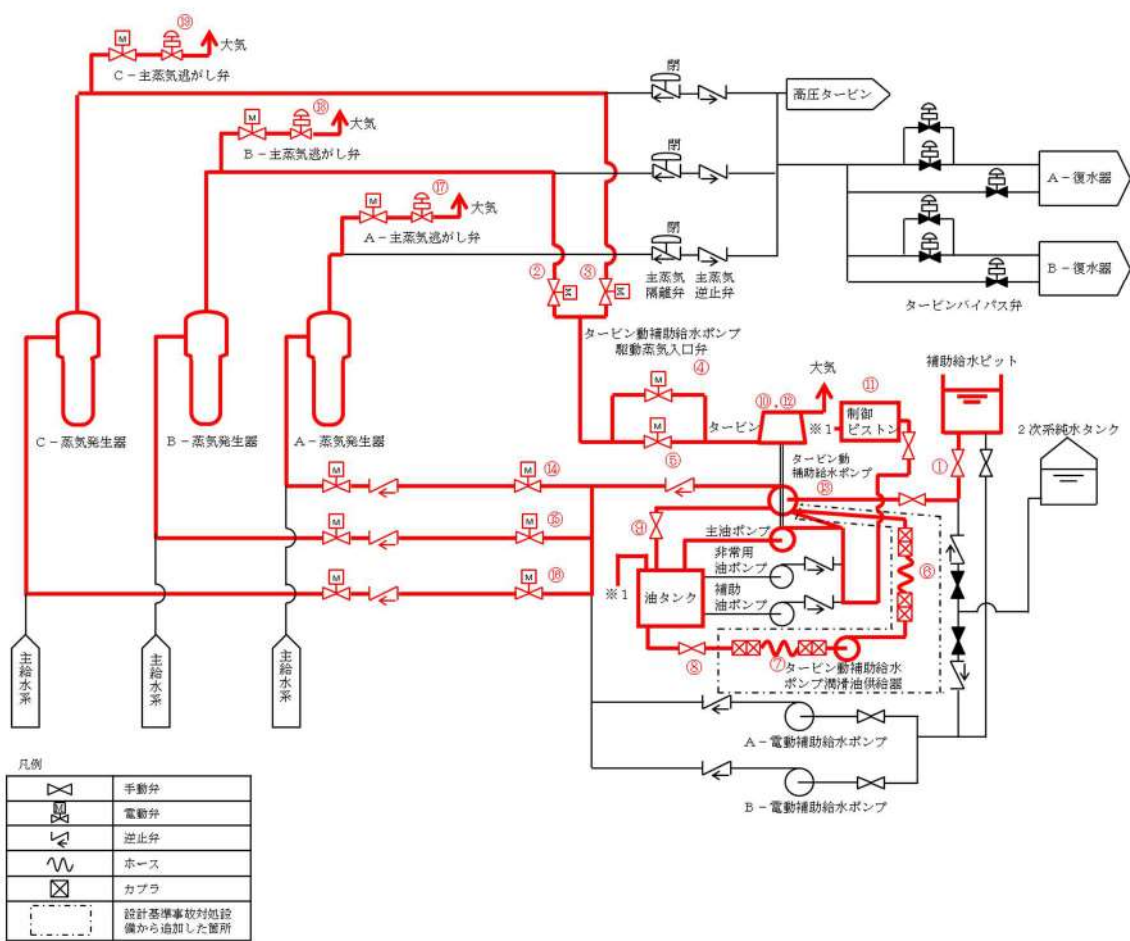 ⑲
M
大気
C－主蒸気逃がし弁
閉
高圧タービン
⑱
M
大気
B－主蒸気逃がし弁
閉
⑰
M
大気
A－主蒸気逃がし弁
閉
A－復水器
B－復水器
② ③
M M
主蒸気 主蒸気
隔離弁 逆止弁
タービンバイパス弁
タービン動補助給水ポンプ
駆動蒸気入口弁
④
M
M
⑤
大気
⑪
補助給水ピット
⑩,⑫
タービン
※1
制御
ピストン
2次系純水タンク
①
C－蒸気発生器
B－蒸気発生器
A－蒸気発生器
タービン動
補助給水ポンプ
⑬
M M ⑭
M M ⑮
M M ⑯
⑨
主油ポンプ
非常用
油ポンプ
補助
油ポンプ
⑥
※1
油タンク
⑧
⑦
タービン動補助給水
ポンプ潤滑油供給器
主給水系
主給水系
主給水系
A－電動補助給水ポンプ
B－電動補助給水ポンプ
凡例
手動弁
M
電動弁
逆止弁
ホース
カプラ
設計基準事故対処設
備から追加した箇所